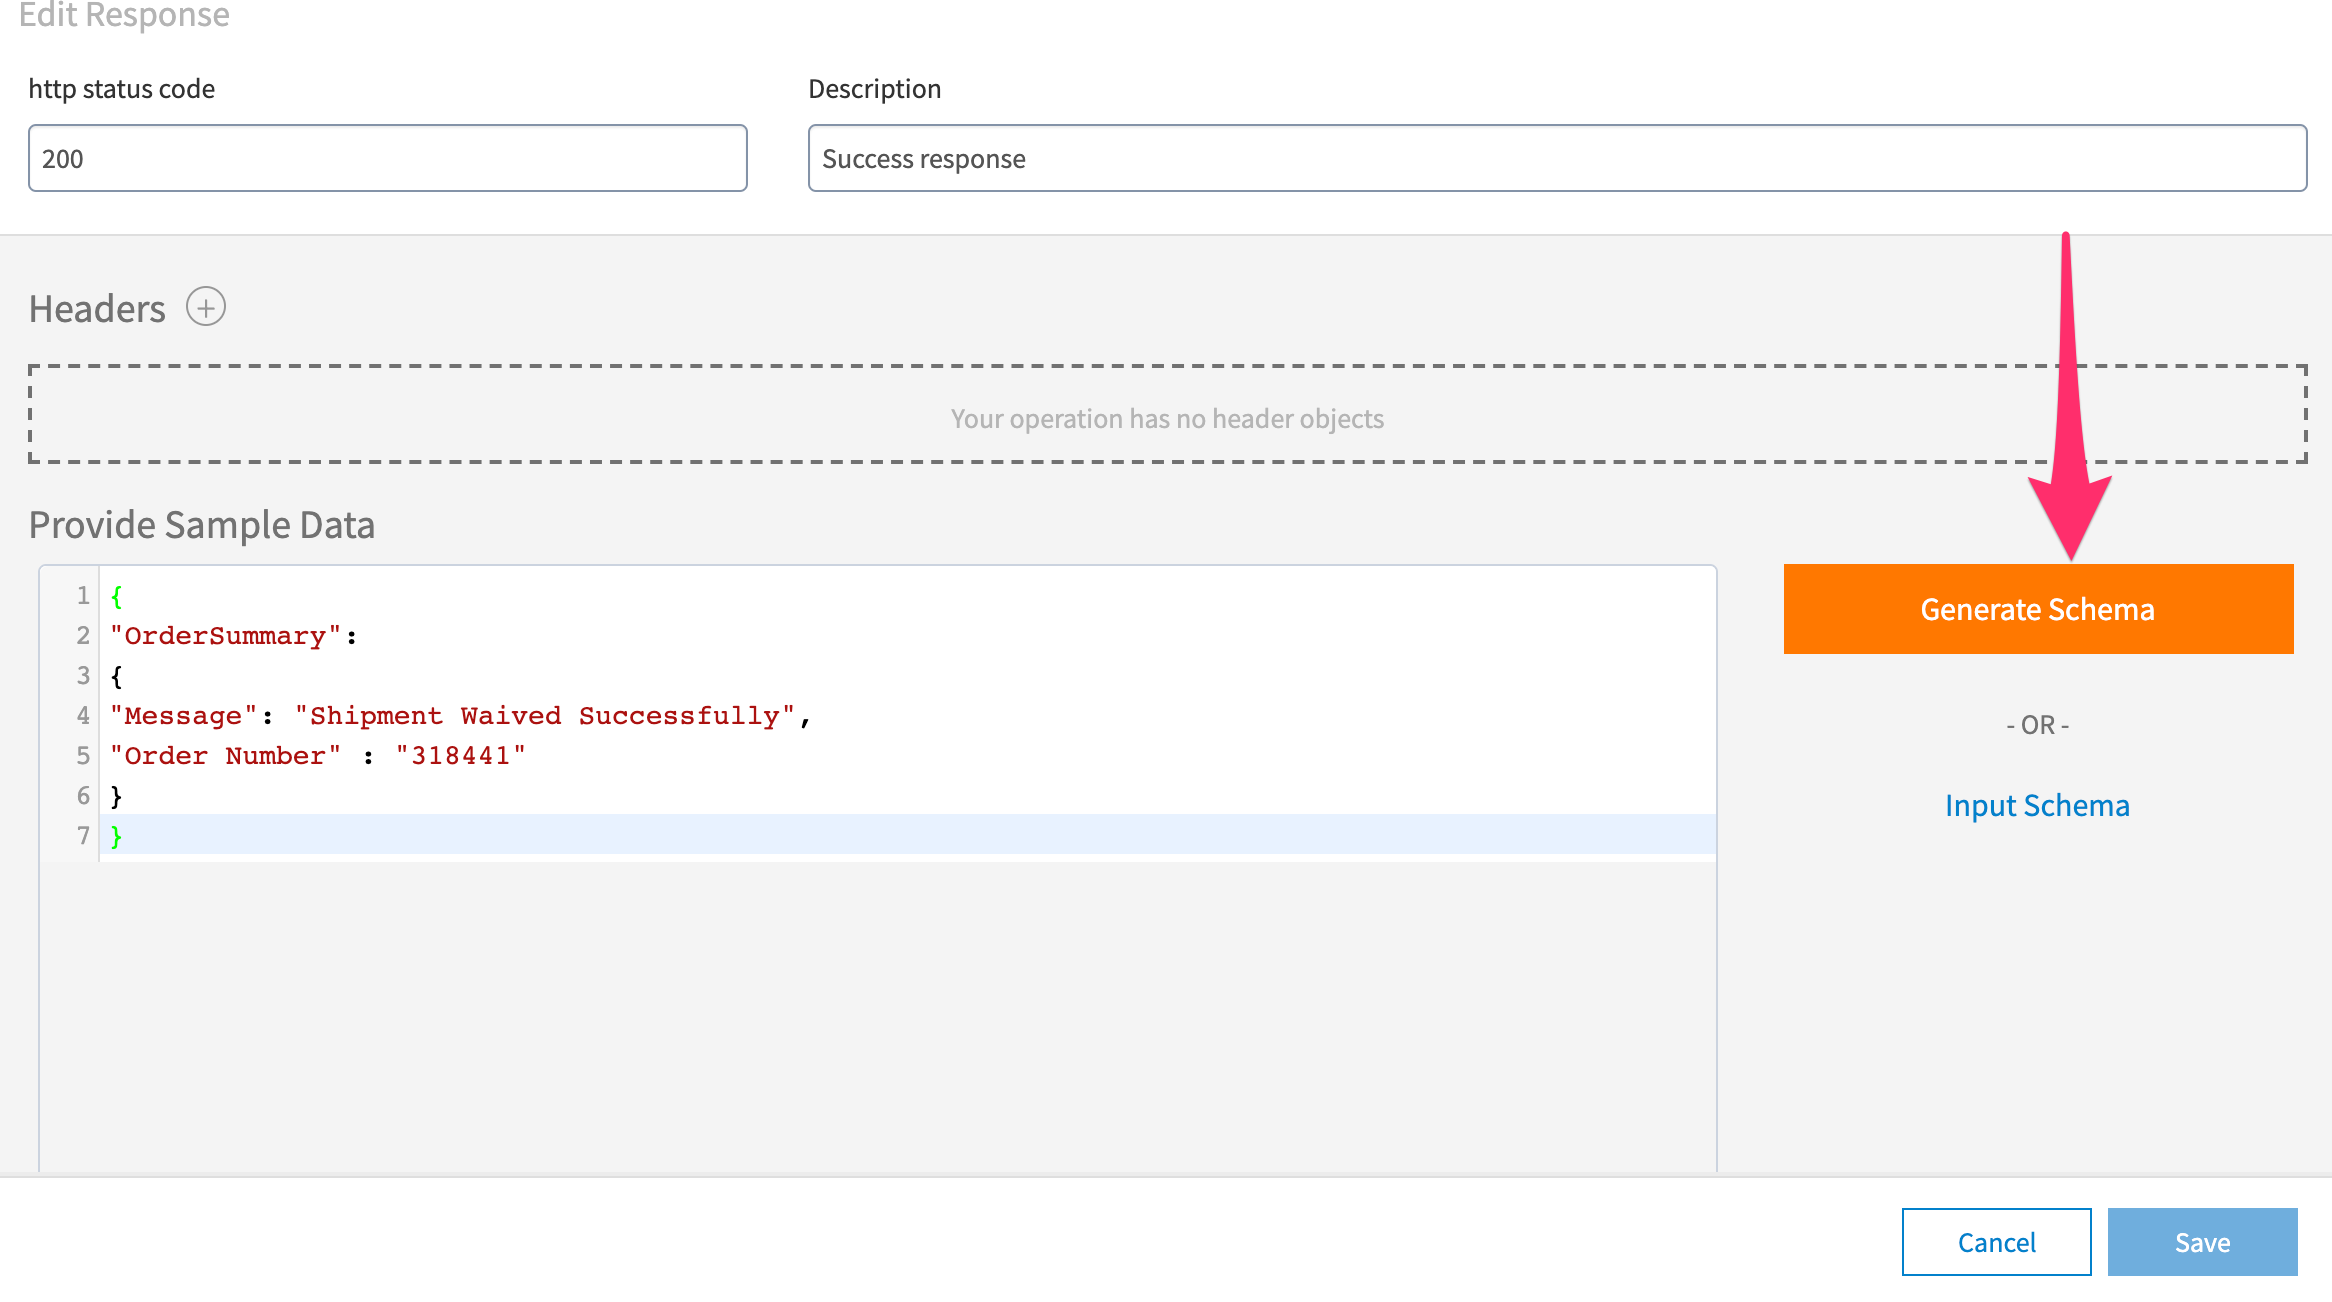 Edit Response
http status code
Description
200
Success response
Headers
Your operation has no header objects
Provide Sample Data
1 {
2 "OrderSummary":
3 {
4 "Message": "Shipment Waived Successfully",
5 "Order Number" : "318441"
6 }
7 }
Generate Schema
- OR -
Input Schema
Cancel
Save